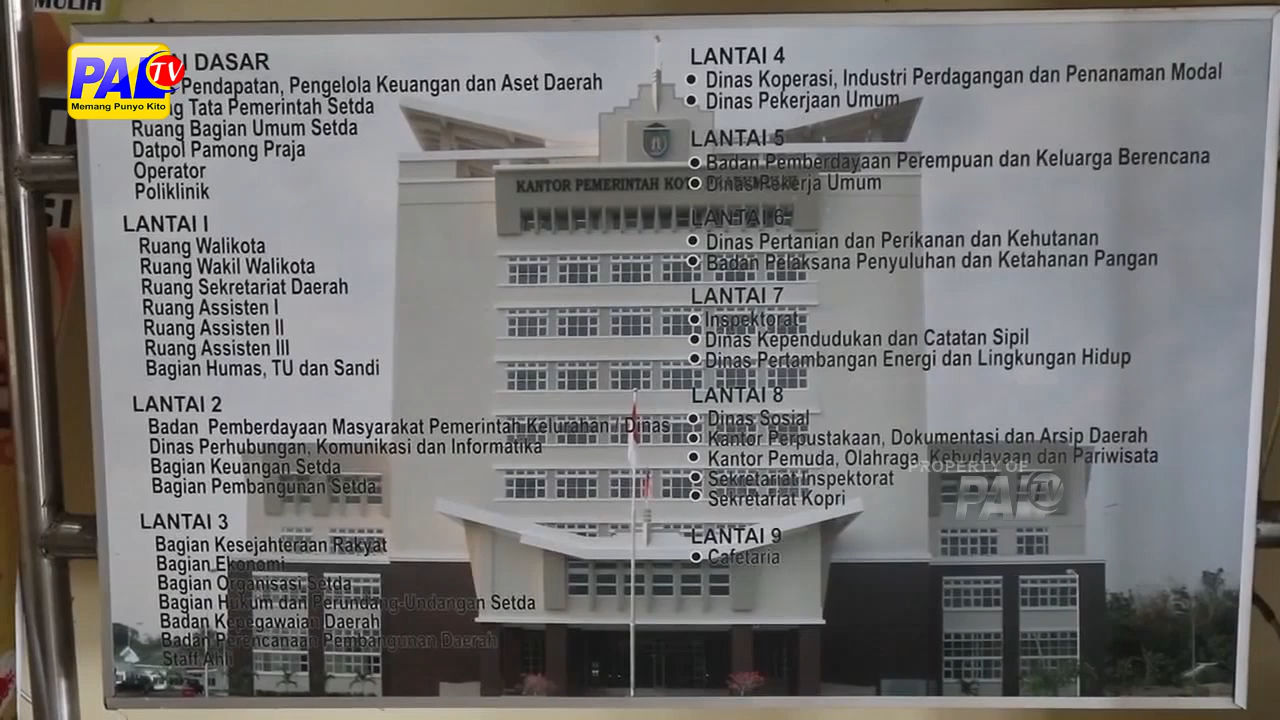 MULIH
PAL TV
Memang Punyo Kito
DASAR
Pendapatan, Pengelola Keuangan dan Aset Daerah
Tata Pemerintah Setda
Ruang Bagian Umum Setda
Datpol Pamong Praja
Operator
Poliklinik
LANTAI I
Ruang Walikota
Ruang Wakil Walikota
Ruang Sekretariat Daerah
Ruang Assisten I
Ruang Assisten II
Ruang Assisten III
Bagian Humas, TU dan Sandi
LANTAI 2
Badan Pemberdayaan Masyarakat Pemerintah Kelurahan / Dinas
Dinas Perhubungan, Komunikasi dan Informatika
Bagian Keuangan Setda
Bagian Pembangunan Setda
LANTAI 3
Bagian Kesejahteraan Rakyat
Bagian Ekonomi
Bagian Organisasi Setda
Bagian Hukum dan Perundang-Undangan Setda
Badan Kepegawaian Daerah
Badan Perencanaan Pembangunan Daerah
Staff Ahli
LANTAI 4
Dinas Koperasi, Industri Perdagangan dan Penanaman Modal
Dinas Pekerjaan Umum
LANTAI 5
Badan Pemberdayaan Perempuan dan Keluarga Berencana
Dinas Pekerja Umum
LANTAI 6
Dinas Pertanian dan Perikanan dan Kehutanan
Badan Pelaksana Penyuluhan dan Ketahanan Pangan
LANTAI 7
Inspektorat
Dinas Kependudukan dan Catatan Sipil
Dinas Pertambangan Energi dan Lingkungan Hidup
LANTAI 8
Dinas Sosial
Kantor Perpustakaan, Dokumentasi dan Arsip Daerah
Kantor Pemuda, Olahraga, Kebudayaan dan Pariwisata
Sekretariat Inspektorat
Sekretariat Kopri
LANTAI 9
Cafetaria
KANTOR PEMERINTAH
PROPERTY OF
PAL TV